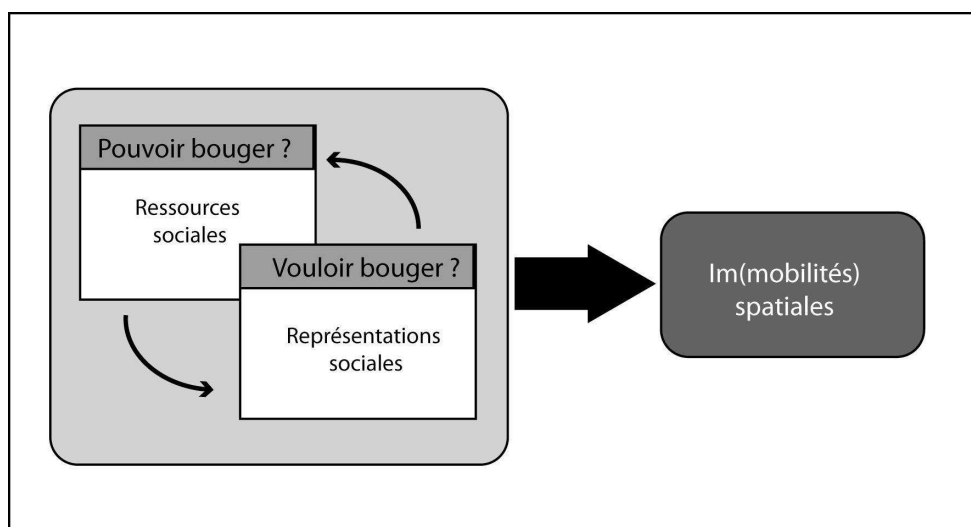 Pouvoir bouger ?
Ressources
sociales
Vouloir bouger ?
Représentations
sociales
Im(mobilités)
spatiales